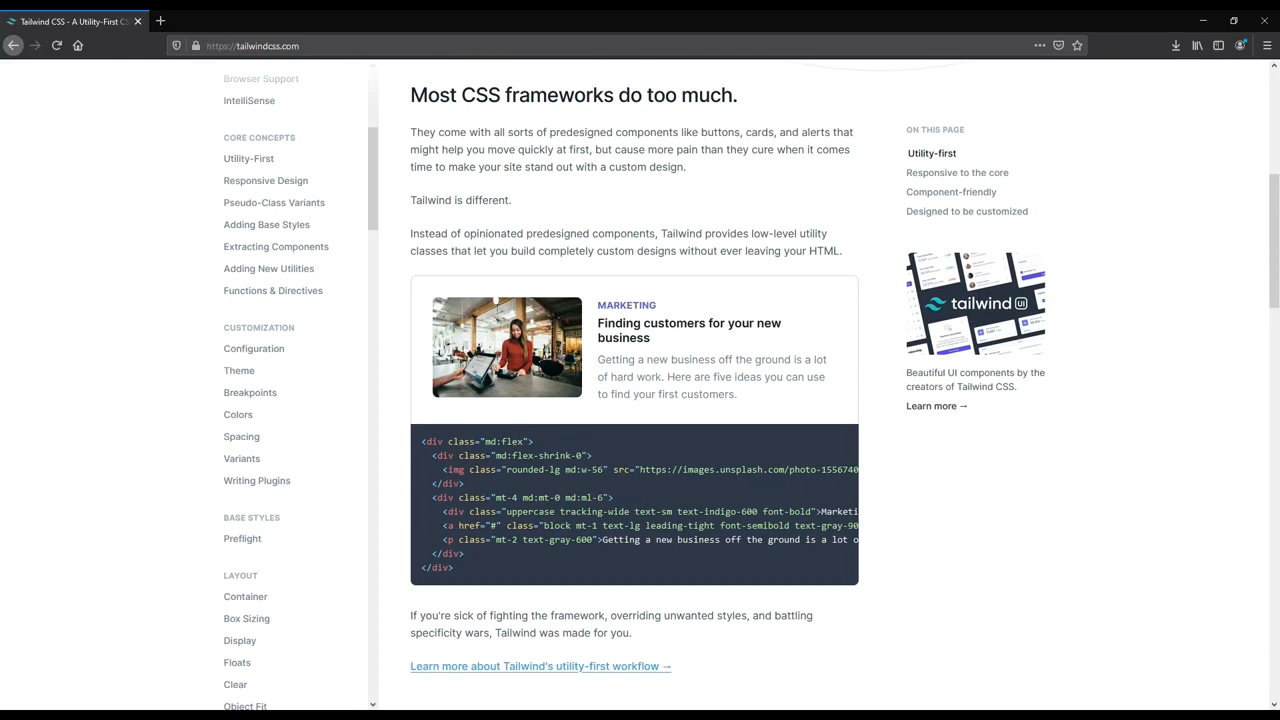 Tailwind CSS - A Utility-First CS
https://tailwindcss.com
Browser Support
IntelliSense
CORE CONCEPTS
Utility-First
Responsive Design
Pseudo-Class Variants
Adding Base Styles
Extracting Components
Adding New Utilities
Functions & Directives
CUSTOMIZATION
Configuration
Theme
Breakpoints
Colors
Spacing
Variants
Writing Plugins
BASE STYLES
Preflight
LAYOUT
Container
Box Sizing
Display
Floats
Clear
Object Fit
Most CSS frameworks do too much.
They come with all sorts of predesigned components like buttons, cards, and alerts that
might help you move quickly at first, but cause more pain than they cure when it comes
time to make your site stand out with a custom design.
Tailwind is different.
Instead of opinionated predesigned components, Tailwind provides low-level utility
classes that let you build completely custom designs without ever leaving your HTML.
MARKETING
Finding customers for your new
business
Getting a new business off the ground is a lot
of hard work. Here are five ideas you can use
to find your first customers.
<div class="md:flex">
<div class="md:flex-shrink-0">
<img class="rounded-lg md:w-56" src="https://images.unsplash.com/photo-1556740
</div>
<div class="mt-4 md:mt-0 md:ml-6">
<div class="uppercase tracking-wide text-sm text-indigo-600 font-bold">Marketi
<a href="#" class="block mt-1 text-lg leading-tight font-semibold text-gray-90
<p class="mt-2 text-gray-600">Getting a new business off the ground is a lot o
</div>
</div>
If you're sick of fighting the framework, overriding unwanted styles, and battling
specificity wars, Tailwind was made for you.
Learn more about Tailwind's utility-first workflow →
ON THIS PAGE
Utility-first
Responsive to the core
Component-friendly
Designed to be customized
tailwind UI
Beautiful UI components by the
creators of Tailwind CSS.
Learn more →